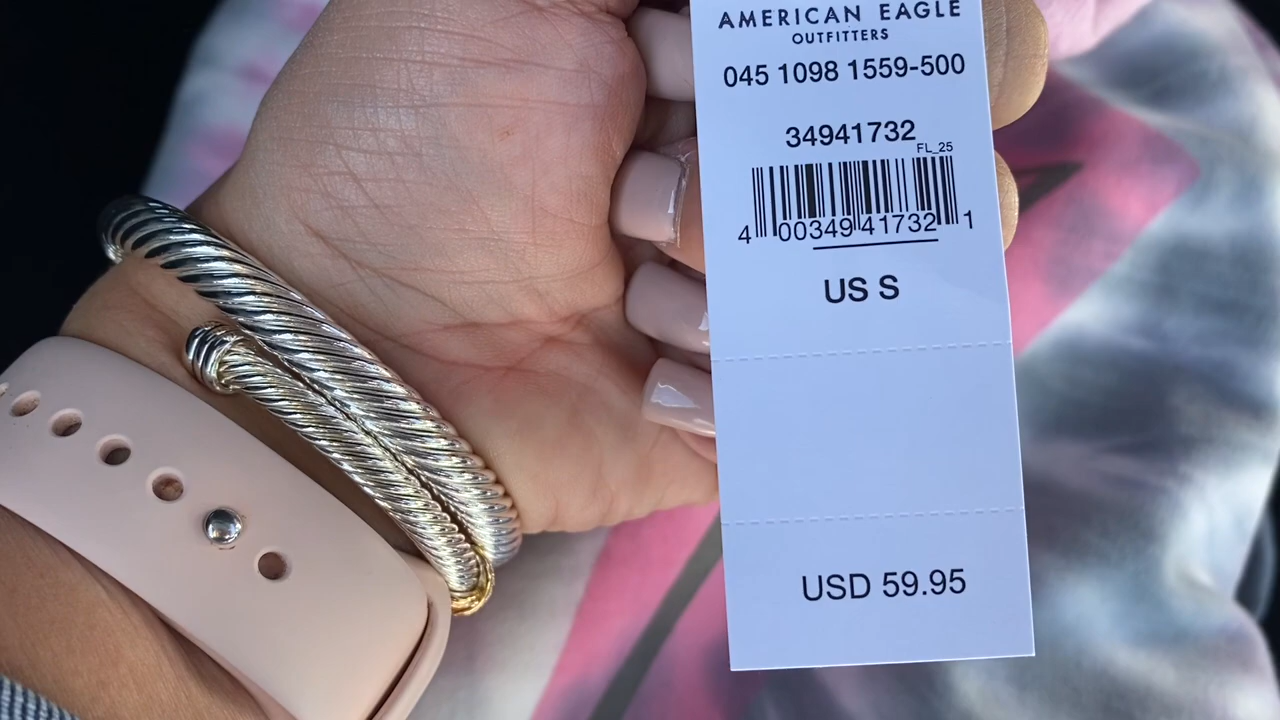 AMERICAN EAGLE
OUTFITTERS
045 1098 1559-500
34941732
FL_25
4 00349 41732 1
US S
USD 59.95